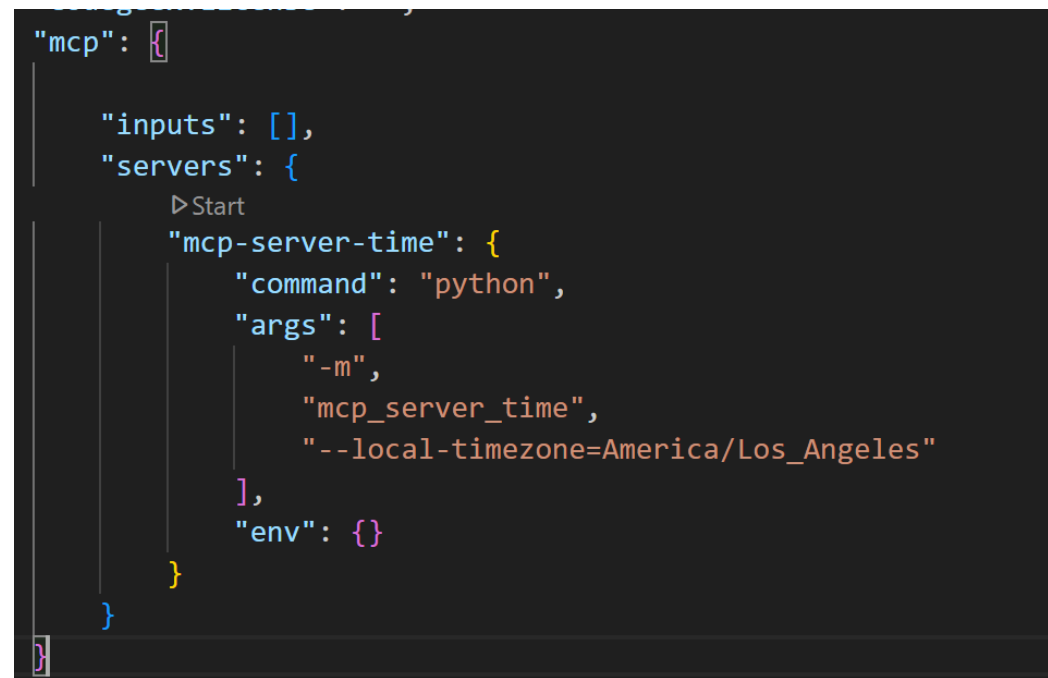 "mcp": {
"inputs": [],
"servers": {
Start
"mcp-server-time": {
"command": "python",
"args": [
"-m",
"mcp_server_time",
"--local-timezone=America/Los_Angeles"
],
"env": {}
}
}
}